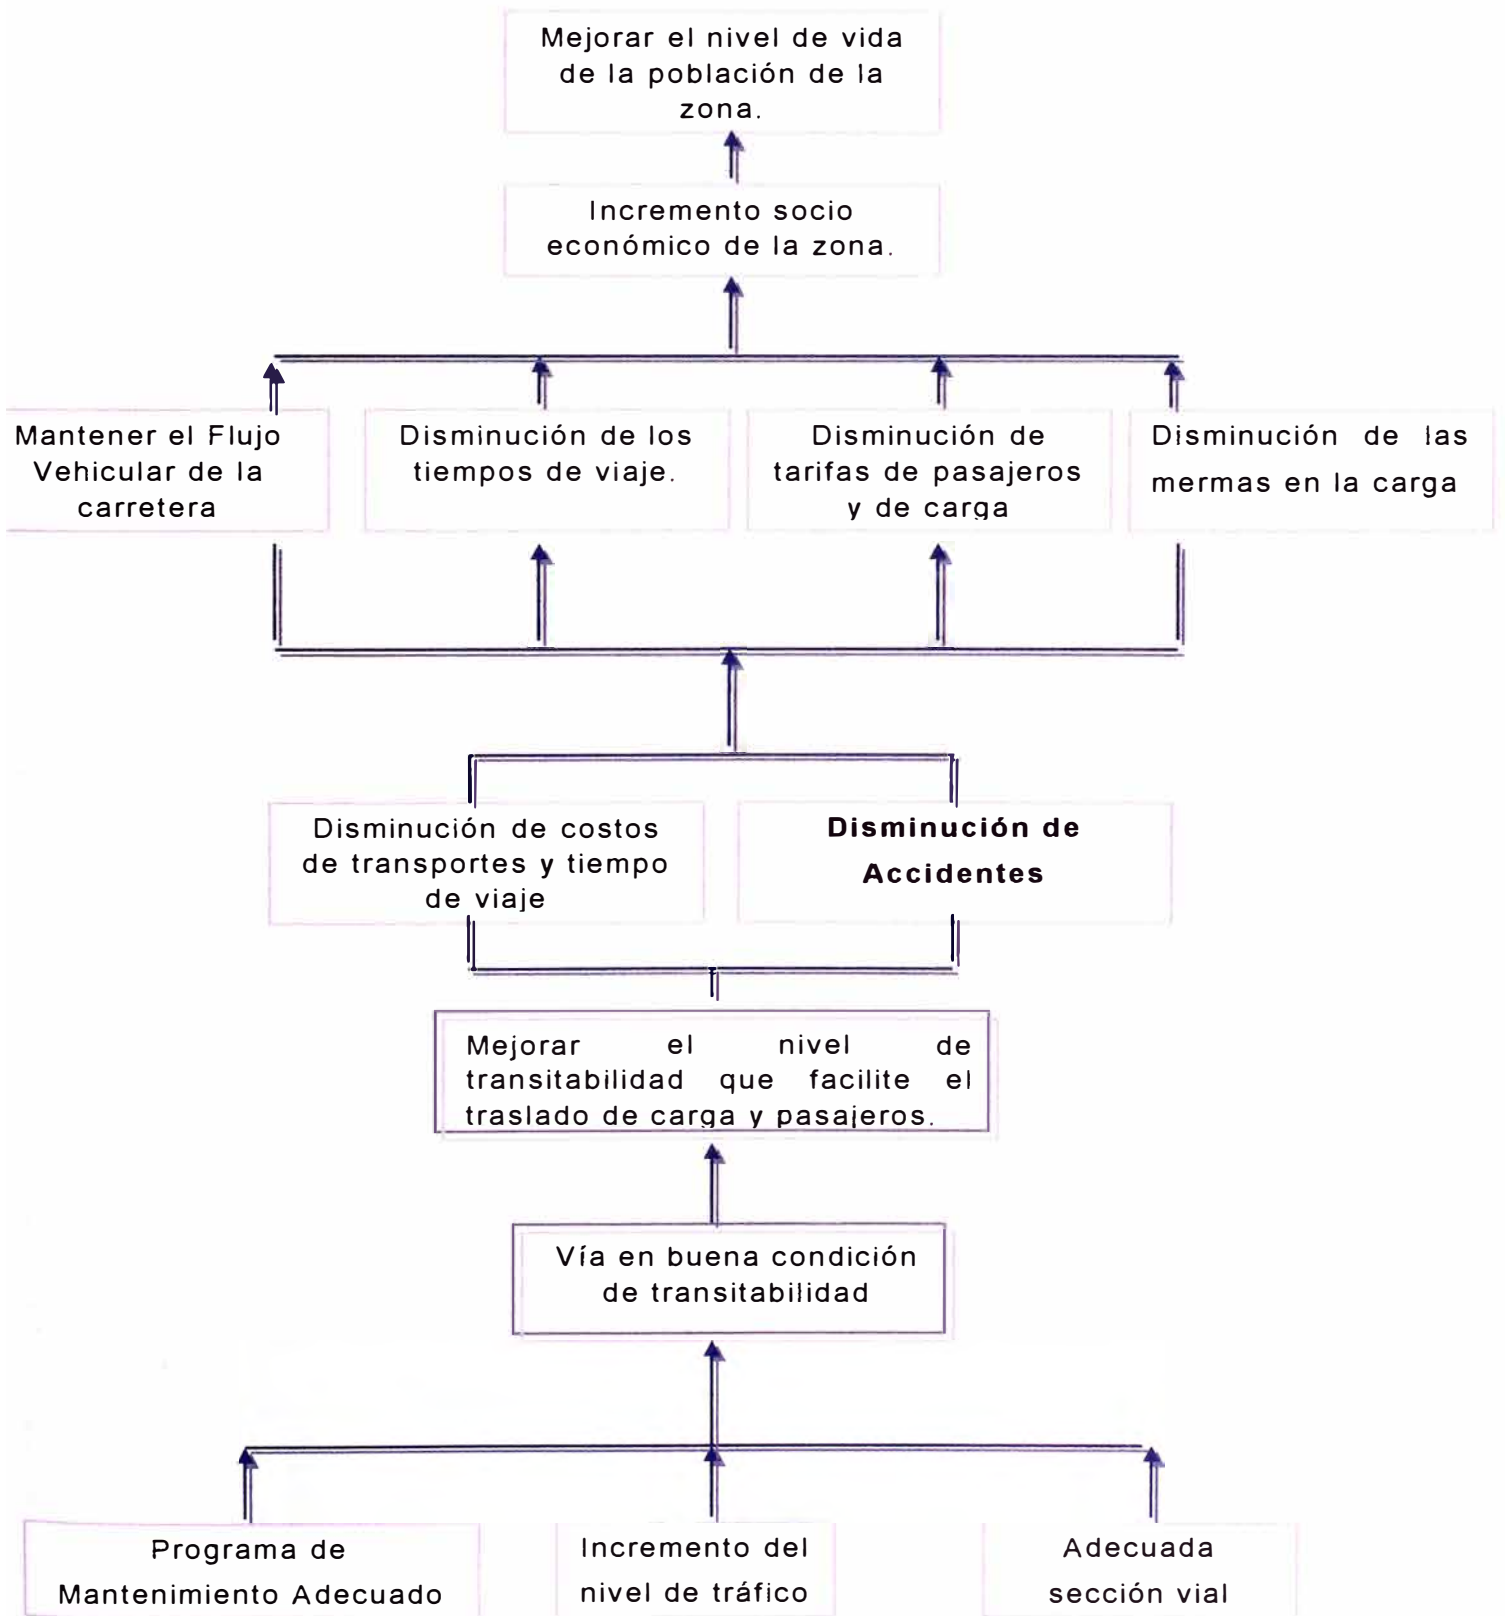 Mejorar el nivel de vida
de la población de la
zona.
Incremento socio
económico de la zona.
Mantener el Flujo
Vehicular de la
carretera
Disminución de los
tiempos de viaje.
Disminución de
tarifas de pasajeros
y de carga
Disminución de las
mermas en la carga
Disminución de costos
de transportes y tiempo
de viaje
Disminución de
Accidentes
Mejorar el nivel de
transitabilidad que facilite el
traslado de carga y pasajeros.
Vía en buena condición
de transitabilidad
Programa de
Mantenimiento Adecuado
Incremento del
nivel de tráfico
Adecuada
sección vial